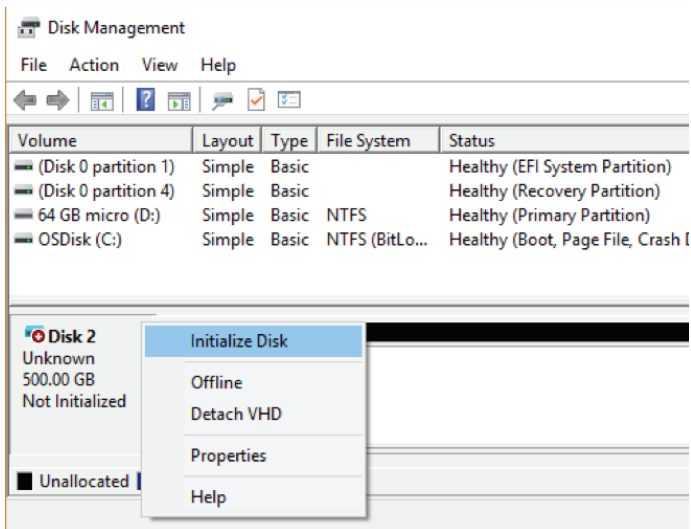 Disk Management
File Action View Help
Volume Layout Type File System Status
(Disk 0 partition 1) Simple Basic Healthy (EFI System Partition)
(Disk 0 partition 4) Simple Basic Healthy (Recovery Partition)
64 GB micro (D:) Simple Basic NTFS Healthy (Primary Partition)
OSDisk (C:) Simple Basic NTFS (BitLo... Healthy (Boot, Page File, Crash
Disk 2
Unknown
500.00 GB
Not Initialized
Initialize Disk
Offline
Detach VHD
Properties
Help
Unallocated